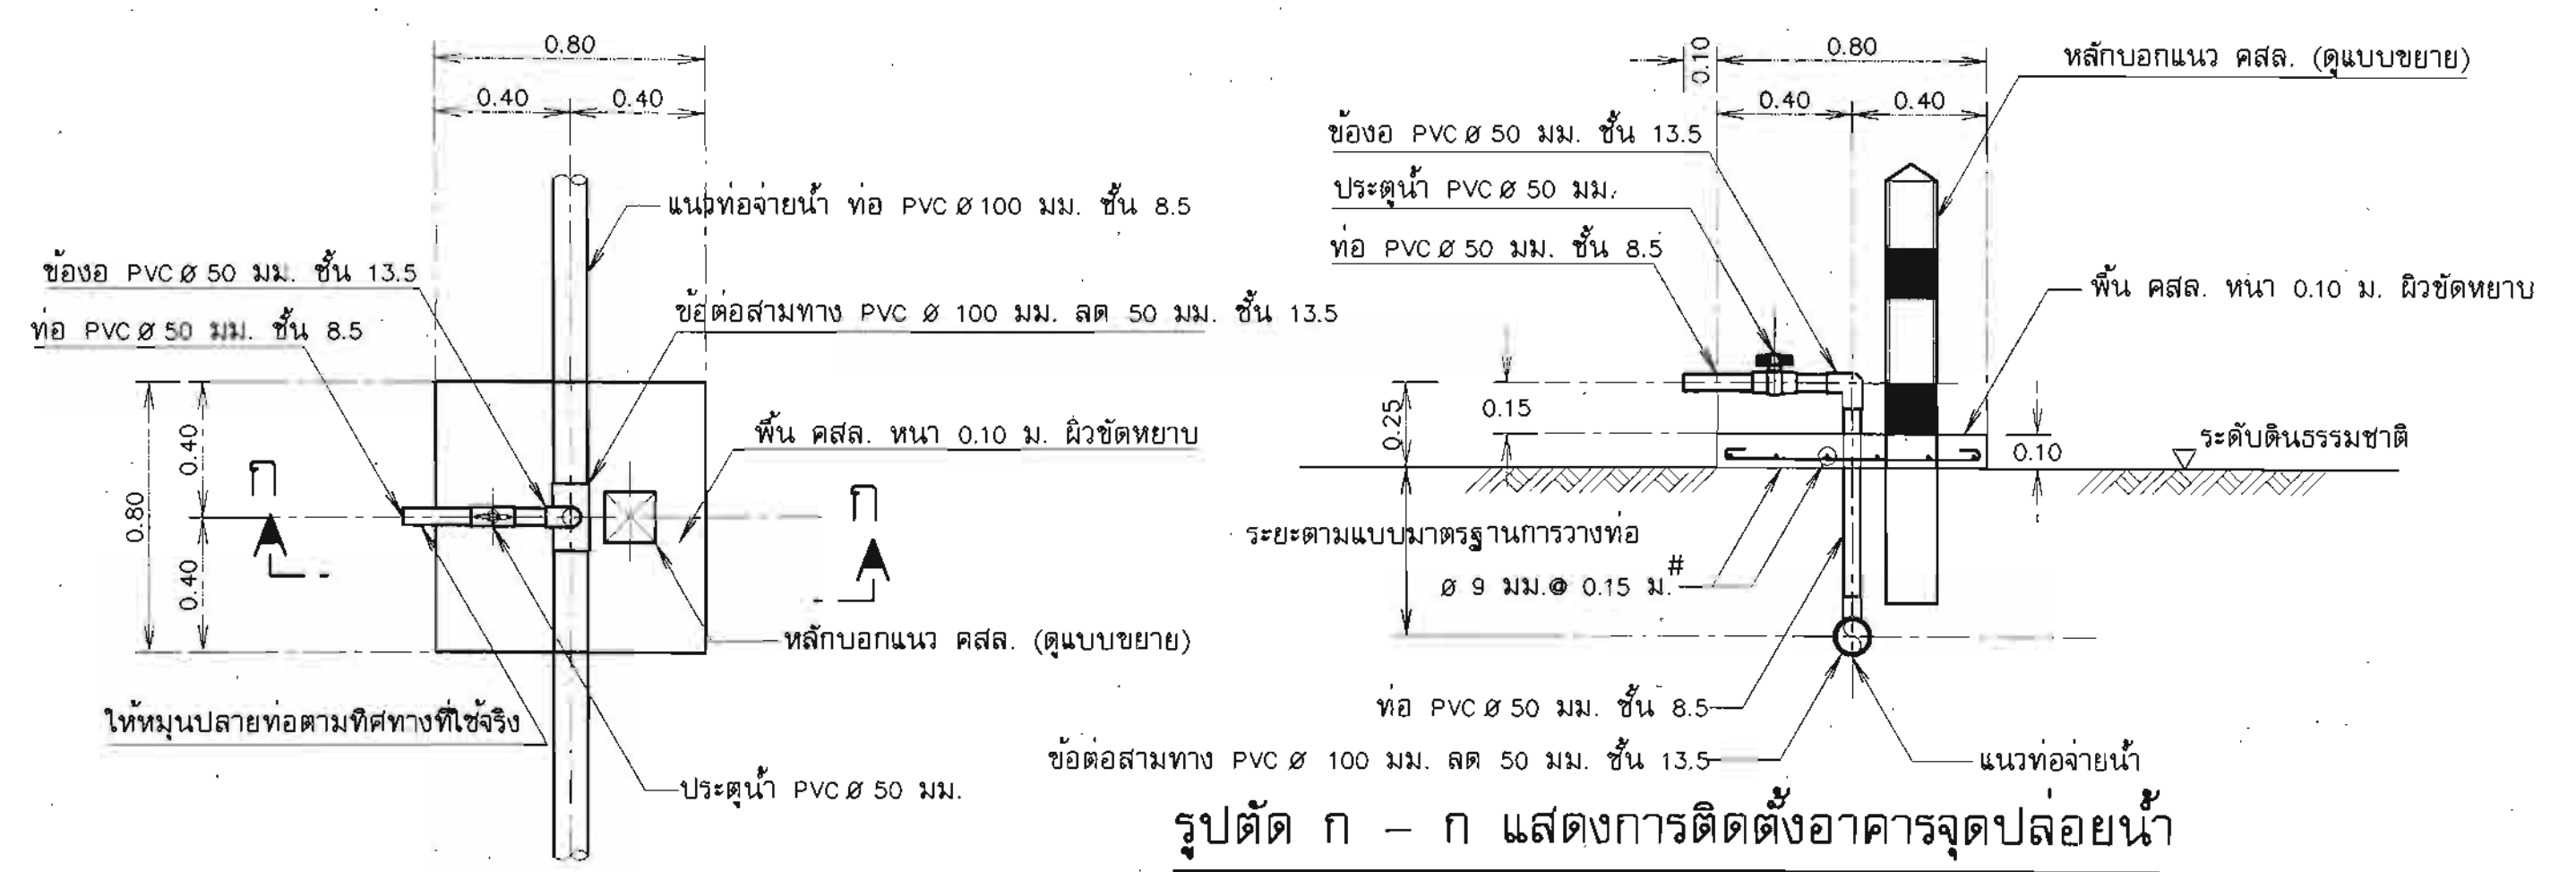 0.80
0.40 0.40
แนวท่อจ่ายน้ำ ท่อ PVC Ø 100 มม. ชั้น 8.5
ข้องอ PVC Ø 50 มม. ชั้น 13.5
ข้อต่อสามทาง PVC Ø 100 มม. ลด 50 มม. ชั้น 13.5
ท่อ PVC Ø 50 มม. ชั้น 8.5
0.80
0.40
0.40
พื้น คสล. หนา 0.10 ม. ผิวขัดหยาบ
ก
ก
หลักบอกแนว คสล. (ดูแบบขยาย)
ให้หมุนปลายท่อตามทิศทางที่ใช้จริง
ประตูน้ำ PVC Ø 50 มม.
0.10
0.80
0.40 0.40
หลักบอกแนว คสล. (ดูแบบขยาย)
ข้องอ PVC Ø 50 มม. ชั้น 13.5
ประตูน้ำ PVC Ø 50 มม.
ท่อ PVC Ø 50 มม. ชั้น 8.5
พื้น คสล. หนา 0.10 ม. ผิวขัดหยาบ
0.25
0.15
0.10
ระดับดินธรรมชาติ
ระยะตามแบบมาตรฐานการวางท่อ
Ø 9 มม.@ 0.15 ม.#
ท่อ PVC Ø 50 มม. ชั้น 8.5
ข้อต่อสามทาง PVC Ø 100 มม. ลด 50 มม. ชั้น 13.5
แนวท่อจ่ายน้ำ
รูปตัด ก – ก แสดงการติดตั้งอาคารจุดปล่อยน้ำ